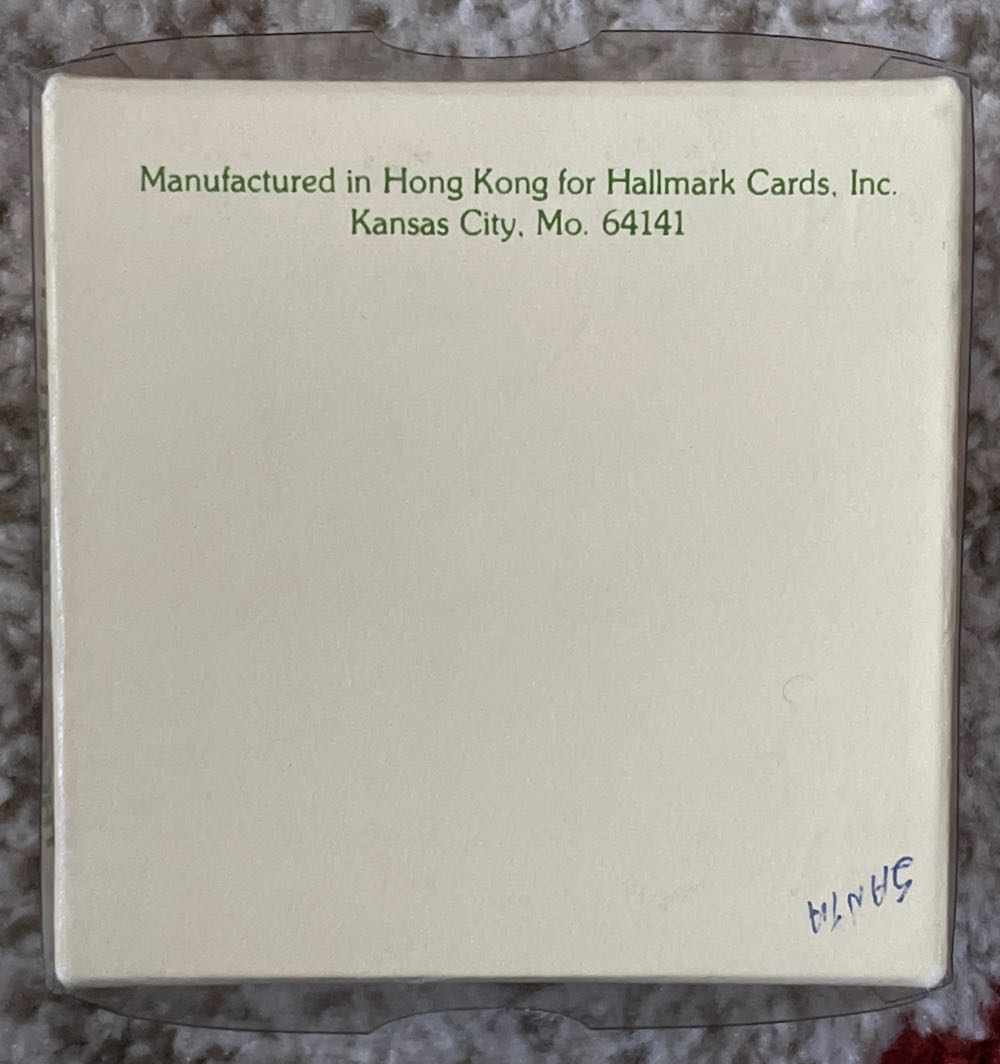 Manufactured in Hong Kong for Hallmark Cards, Inc.
Kansas City, Mo. 64141
SANTA